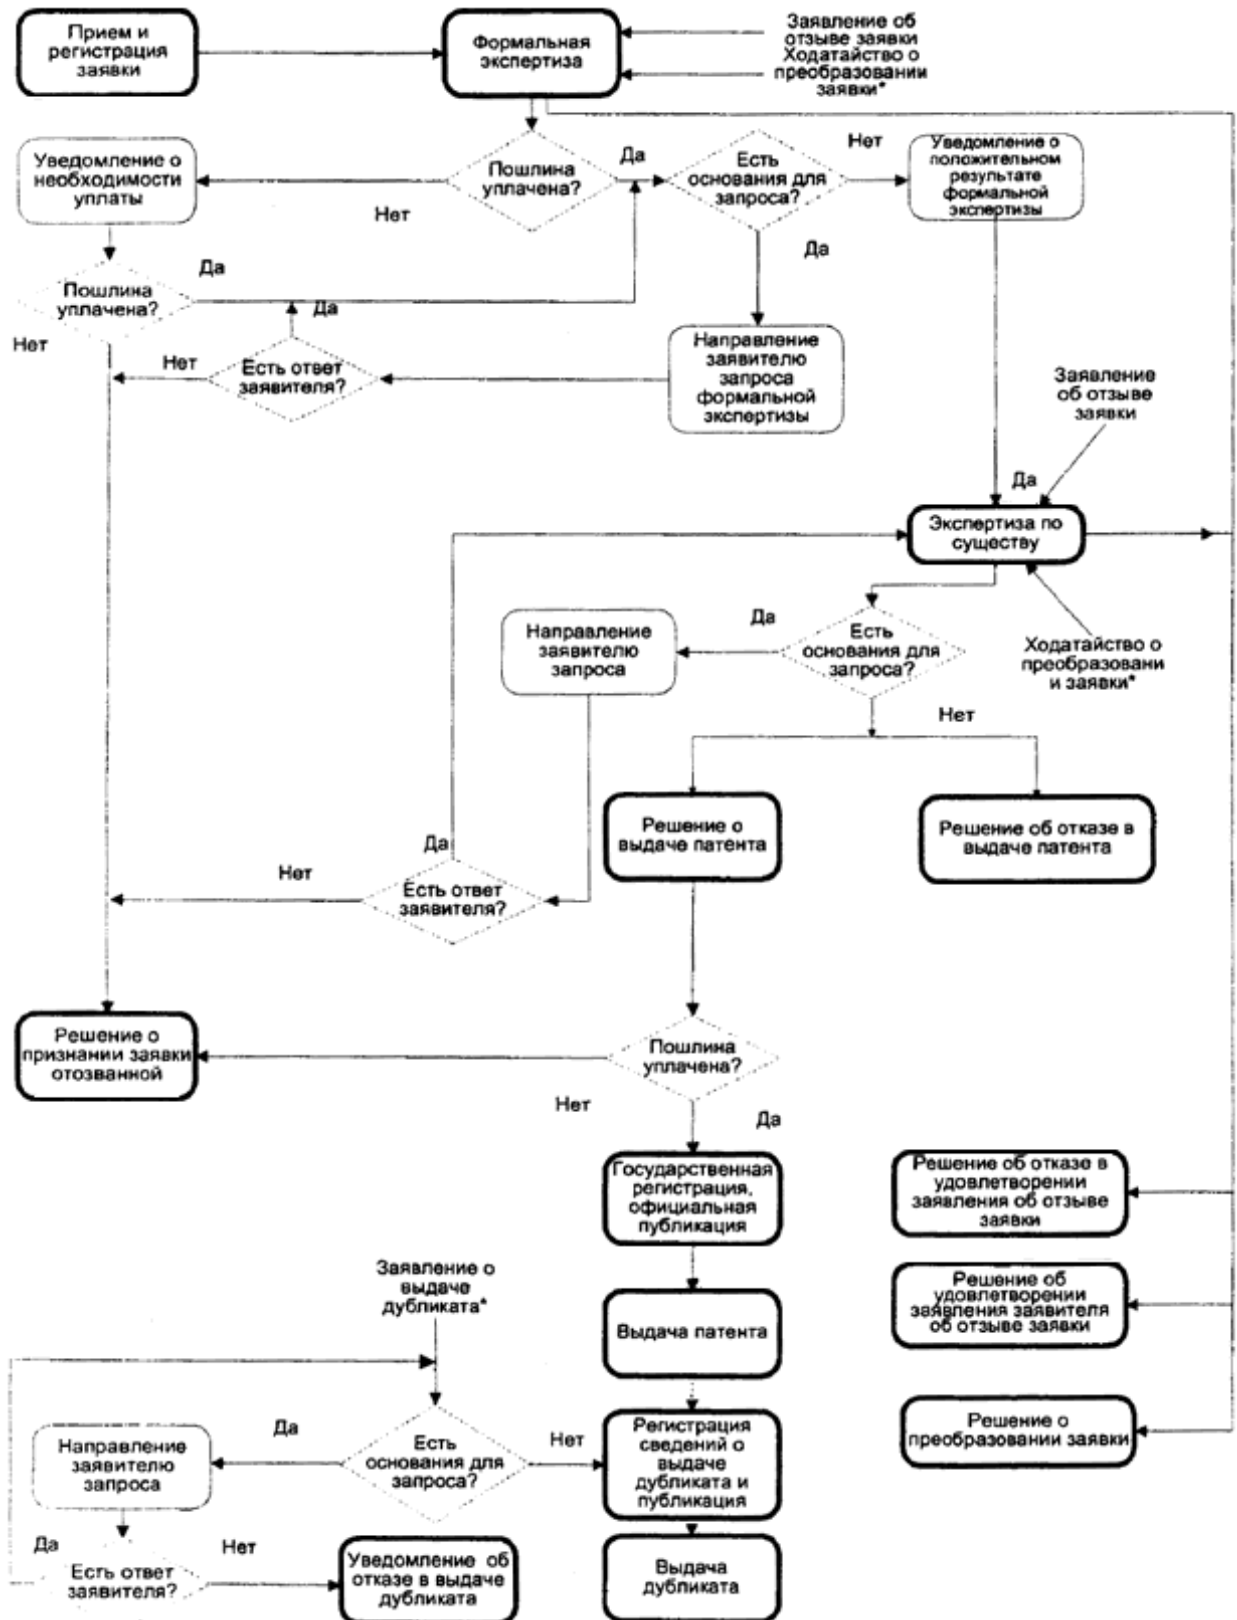 Прием и
регистрация
заявки
Формальная
экспертиза
Заявление об
отзыве заявки
Ходатайство о
преобразовании
заявки*
Уведомление о
необходимости
уплаты
Пошлина
уплачена?
Да
Нет
Есть
основания для
запроса?
Нет
Да
Уведомление о
положительном
результате
формальной
экспертизы
Пошлина
уплачена?
Да
Нет
Да
Есть ответ
заявителя?
Нет
Направление
заявителю
запроса
формальной
экспертизы
Заявление
об отзыве
заявки
Да
Экспертиза по
существу
Направление
заявителю
запроса
Да
Есть
основания для
запроса?
Нет
Ходатайство о
преобразовани
и заявки*
Решение о
выдаче патента
Решение об отказе в
выдаче патента
Да
Нет
Есть ответ
заявителя?
Решение о
признании заявки
отозванной
Пошлина
уплачена?
Нет
Да
Государственная
регистрация,
официальная
публикация
Решение об отказе в
удовлетворении
заявления об отзыве
заявки
Заявление о
выдаче
дубликата*
Выдача патента
Решение об
удовлетворении
заявления заявителя
об отзыве заявки
Направление
заявителю
запроса
Да
Есть
основания для
запроса?
Нет
Регистрация
сведений о
выдаче
дубликата и
публикация
Решение о
преобразовании заявки
Да
Есть ответ
заявителя?
Нет
Уведомление об
отказе в выдаче
дубликата
Выдача
дубликата